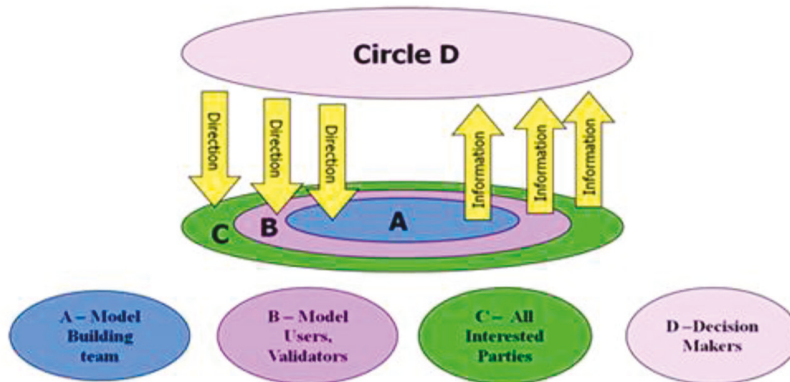 Circle D
Direction
Direction
Direction
Information
Information
Information
C
B
A
A – Model
Building
team
B – Model
Users,
Validators
C – All
Interested
Parties
D –Decision
Makers